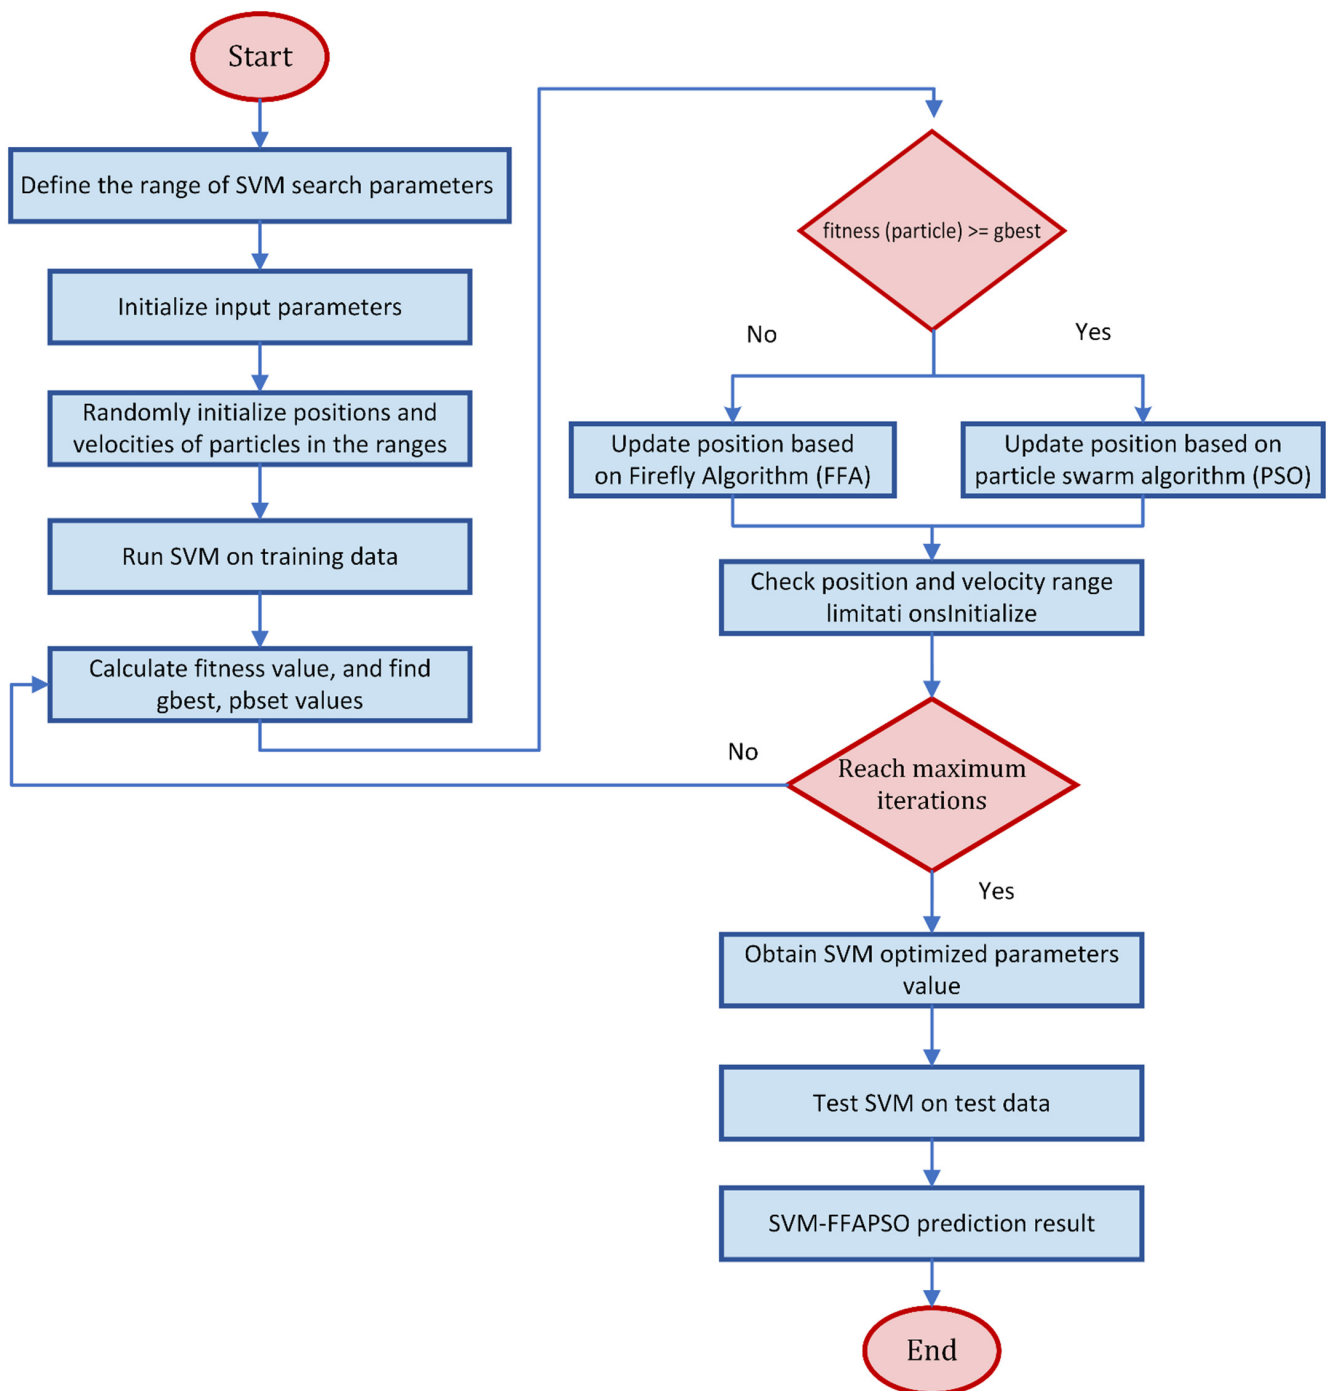 Start
Define the range of SVM search parameters
Initialize input parameters
Randomly initialize positions and
velocities of particles in the ranges
Run SVM on training data
Calculate fitness value, and find
gbest, pbset values
fitness (particle) >= gbest
No
Yes
Update position based
on Firefly Algorithm (FFA)
Update position based on
particle swarm algorithm (PSO)
Check position and velocity range
limitati onsInitialize
No
Reach maximum
iterations
Yes
Obtain SVM optimized parameters
value
Test SVM on test data
SVM-FFAPSO prediction result
End